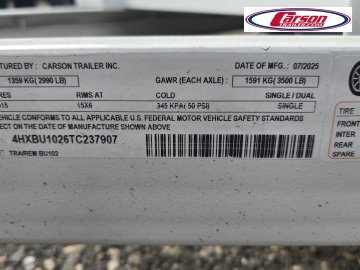 Carson
Trailer
TURED BY: CARSON TRAILER INC. DATE OF MFG.: 07/2025
1359 KG( 2990 LB) GAWR (EACH AXLE): 1591 KG( 3500 LB)
RIMS AT COLD SINGLE / DUAL
15 15X6 345 KPA( 50 PSI) SINGLE
VEHICLE CONFORMS TO ALL APPLICABLE U.S. FEDERAL MOTOR VEHICLE SAFETY STANDARDS
ECT ON THE DATE OF MANUFACTURE SHOWN ABOVE.
4HXBU1026TC237907
TRAIREM BU102
TIRE
FRONT
INTER
REAR
SPARE